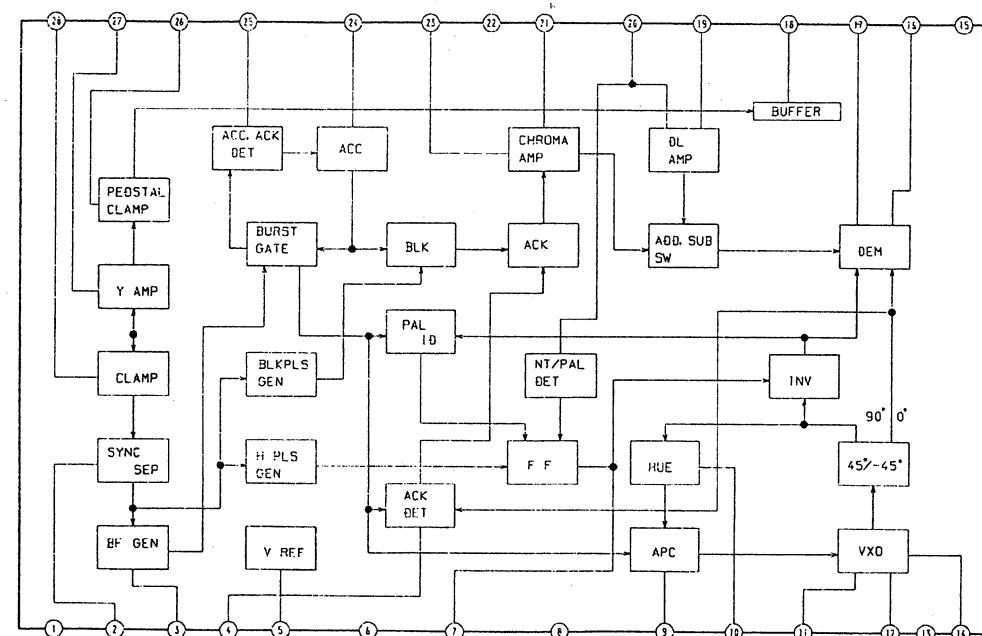 28 27 26 25 24 23 22 21 20 19 18 17 16 15
BUFFER
ACC. ACK
DET
ACC
CHROMA
AMP
DL
AMP
PEDSTAL
CLAMP
BURST
GATE
BLK
ACK
ADD. SUB
SW
DEM
Y AMP
PAL
ID
CLAMP
BLKPLS
GEN
NT/PAL
DET
INV
90° 0°
SYNC
SEP
H PLS
GEN
F F
HUE
45°/-45°
ACK
DET
BF GEN
V REF
APC
VXO
1 2 3 4 5 6 7 8 9 10 11 12 13 14